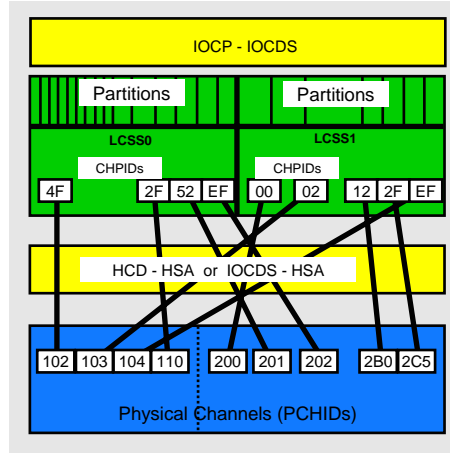 IOCP - IOCDS
Partitions Partitions
LCSS0 LCSS1
CHPIDs CHPIDs
4F 2F 52 EF 00 02 12 2F EF
HCD - HSA or IOCDS - HSA
102 103 104 110 200 201 202 2B0 2C5
Physical Channels (PCHIDs)